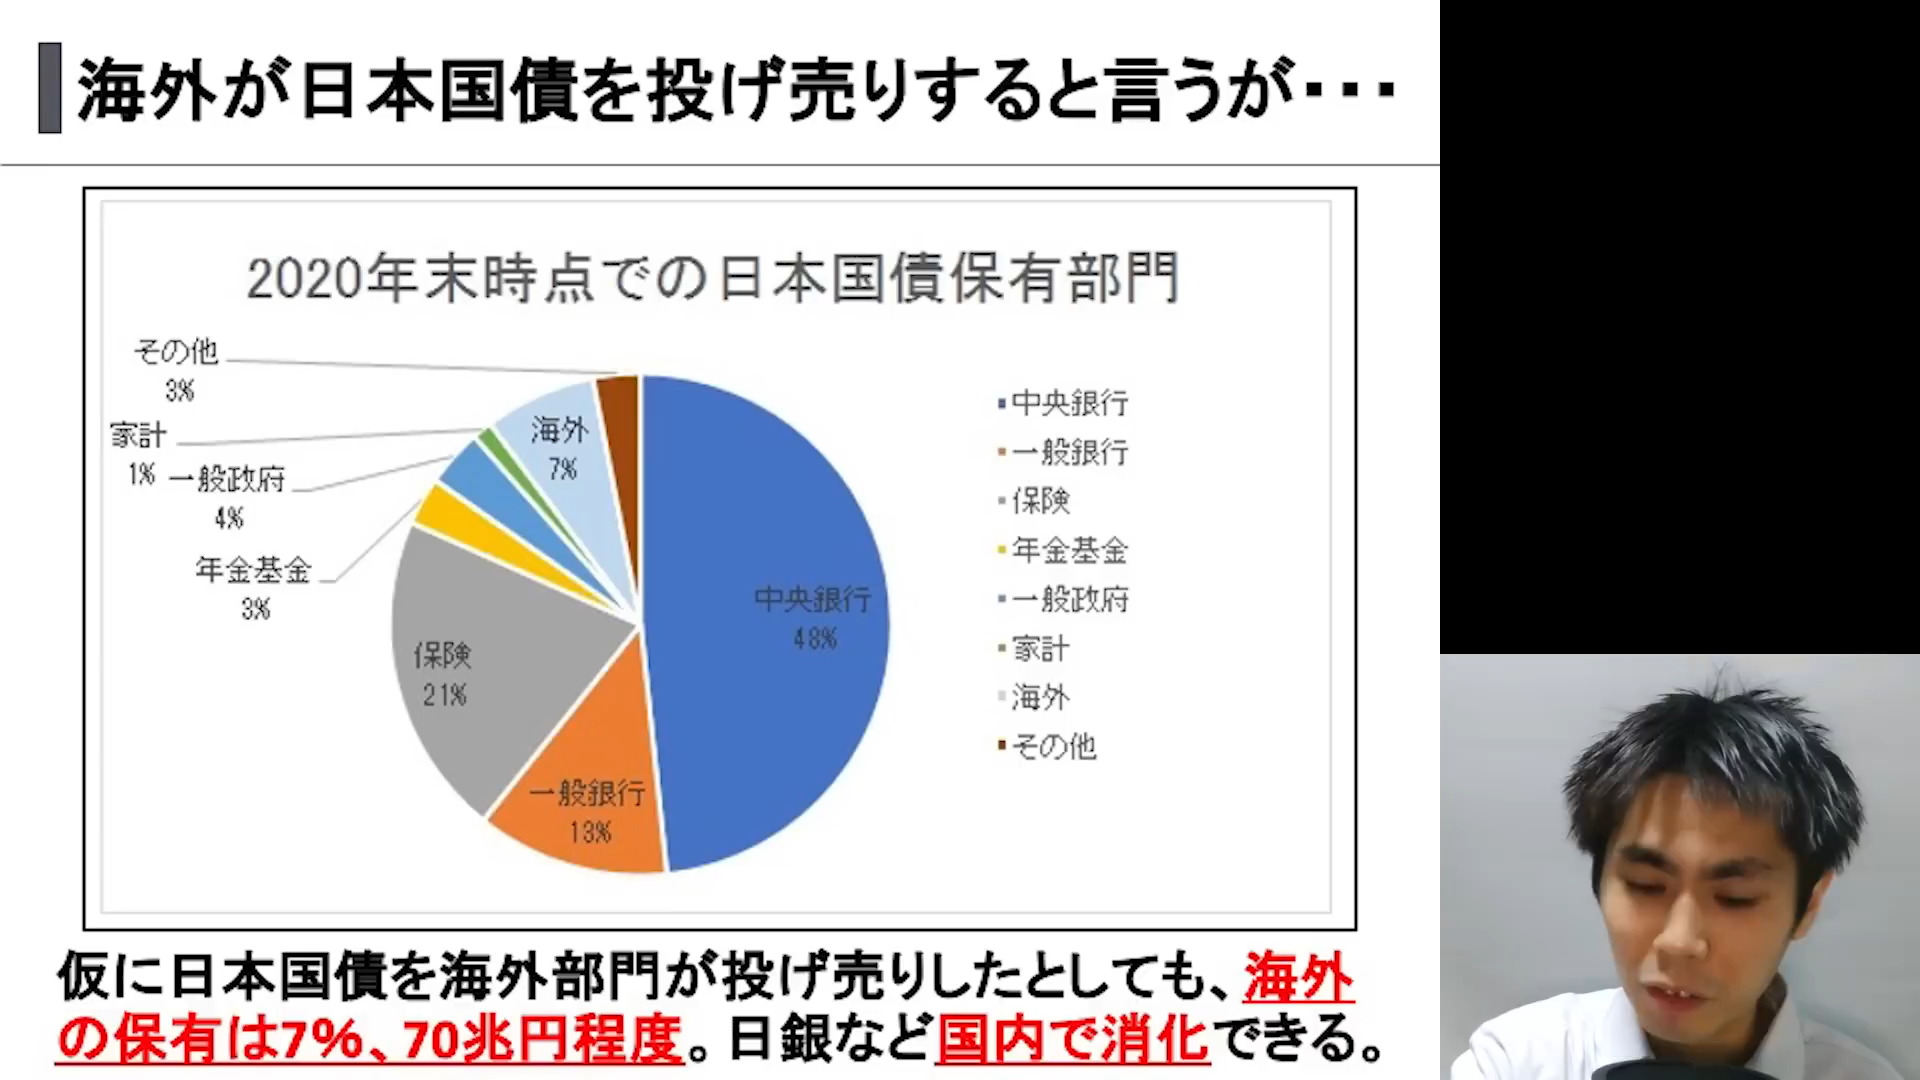 海外が日本国債を投げ売りすると言うが・・・
2020年末時点での日本国債保有部門
その他
3%
家計
1%
一般政府
4%
年金基金
3%
海外
7%
保険
21%
一般銀行
13%
中央銀行
48%
中央銀行
一般銀行
保険
年金基金
一般政府
家計
海外
その他
仮に日本国債を海外部門が投げ売りしたとしても、海外
の保有は7%、70兆円程度。日銀など国内で消化できる。